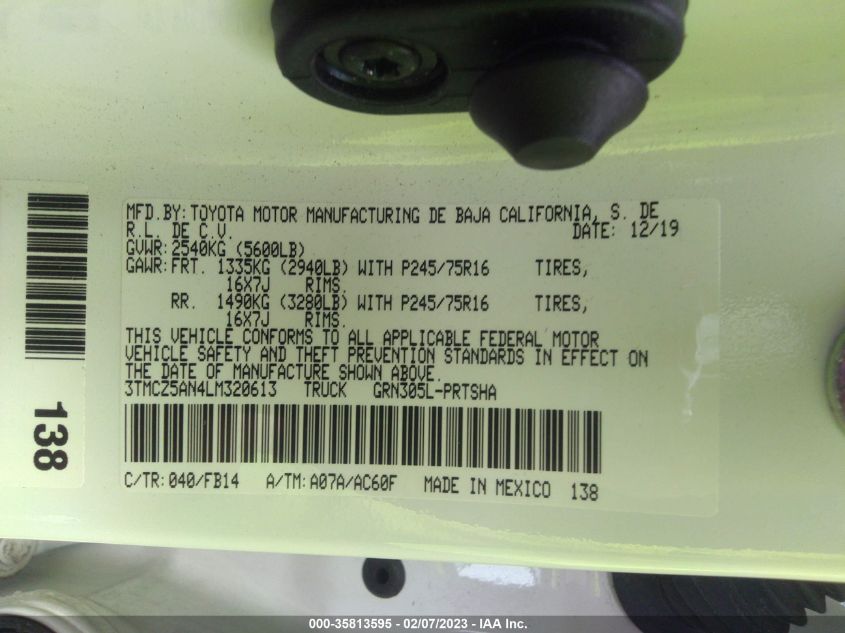 MFD.BY: TOYOTA MOTOR MANUFACTURING DE BAJA CALIFORNIA, S. DE
R.L. DE C.V. DATE: 12/19
GVWR: 2540KG (5600LB)
GAWR: FRT. 1335KG (2940LB) WITH P245/75R16 TIRES,
16X7J RIMS.
RR. 1490KG (3280LB) WITH P245/75R16 TIRES,
16X7J RIMS.
THIS VEHICLE CONFORMS TO ALL APPLICABLE FEDERAL MOTOR
VEHICLE SAFETY AND THEFT PREVENTION STANDARDS IN EFFECT ON
THE DATE OF MANUFACTURE SHOWN ABOVE.
3TMCZ5AN4LM320613 TRUCK GRN305L-PRTSHA
C/TR: 040/FB14 A/TM: A07A/AC60F MADE IN MEXICO 138
138
000-35813595 - 02/07/2023 - IAA Inc.